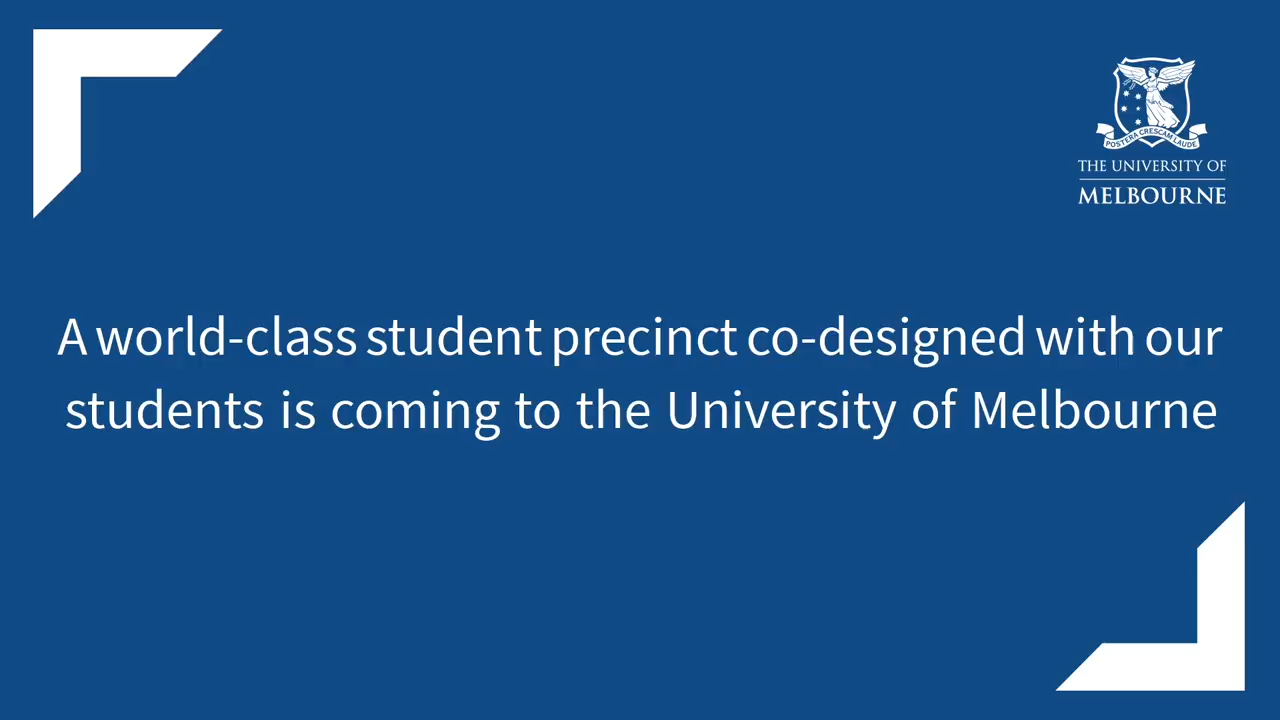 POSTERA CRESCAM LAUDE
THE UNIVERSITY OF
MELBOURNE
A world-class student precinct co-designed with our
students is coming to the University of Melbourne